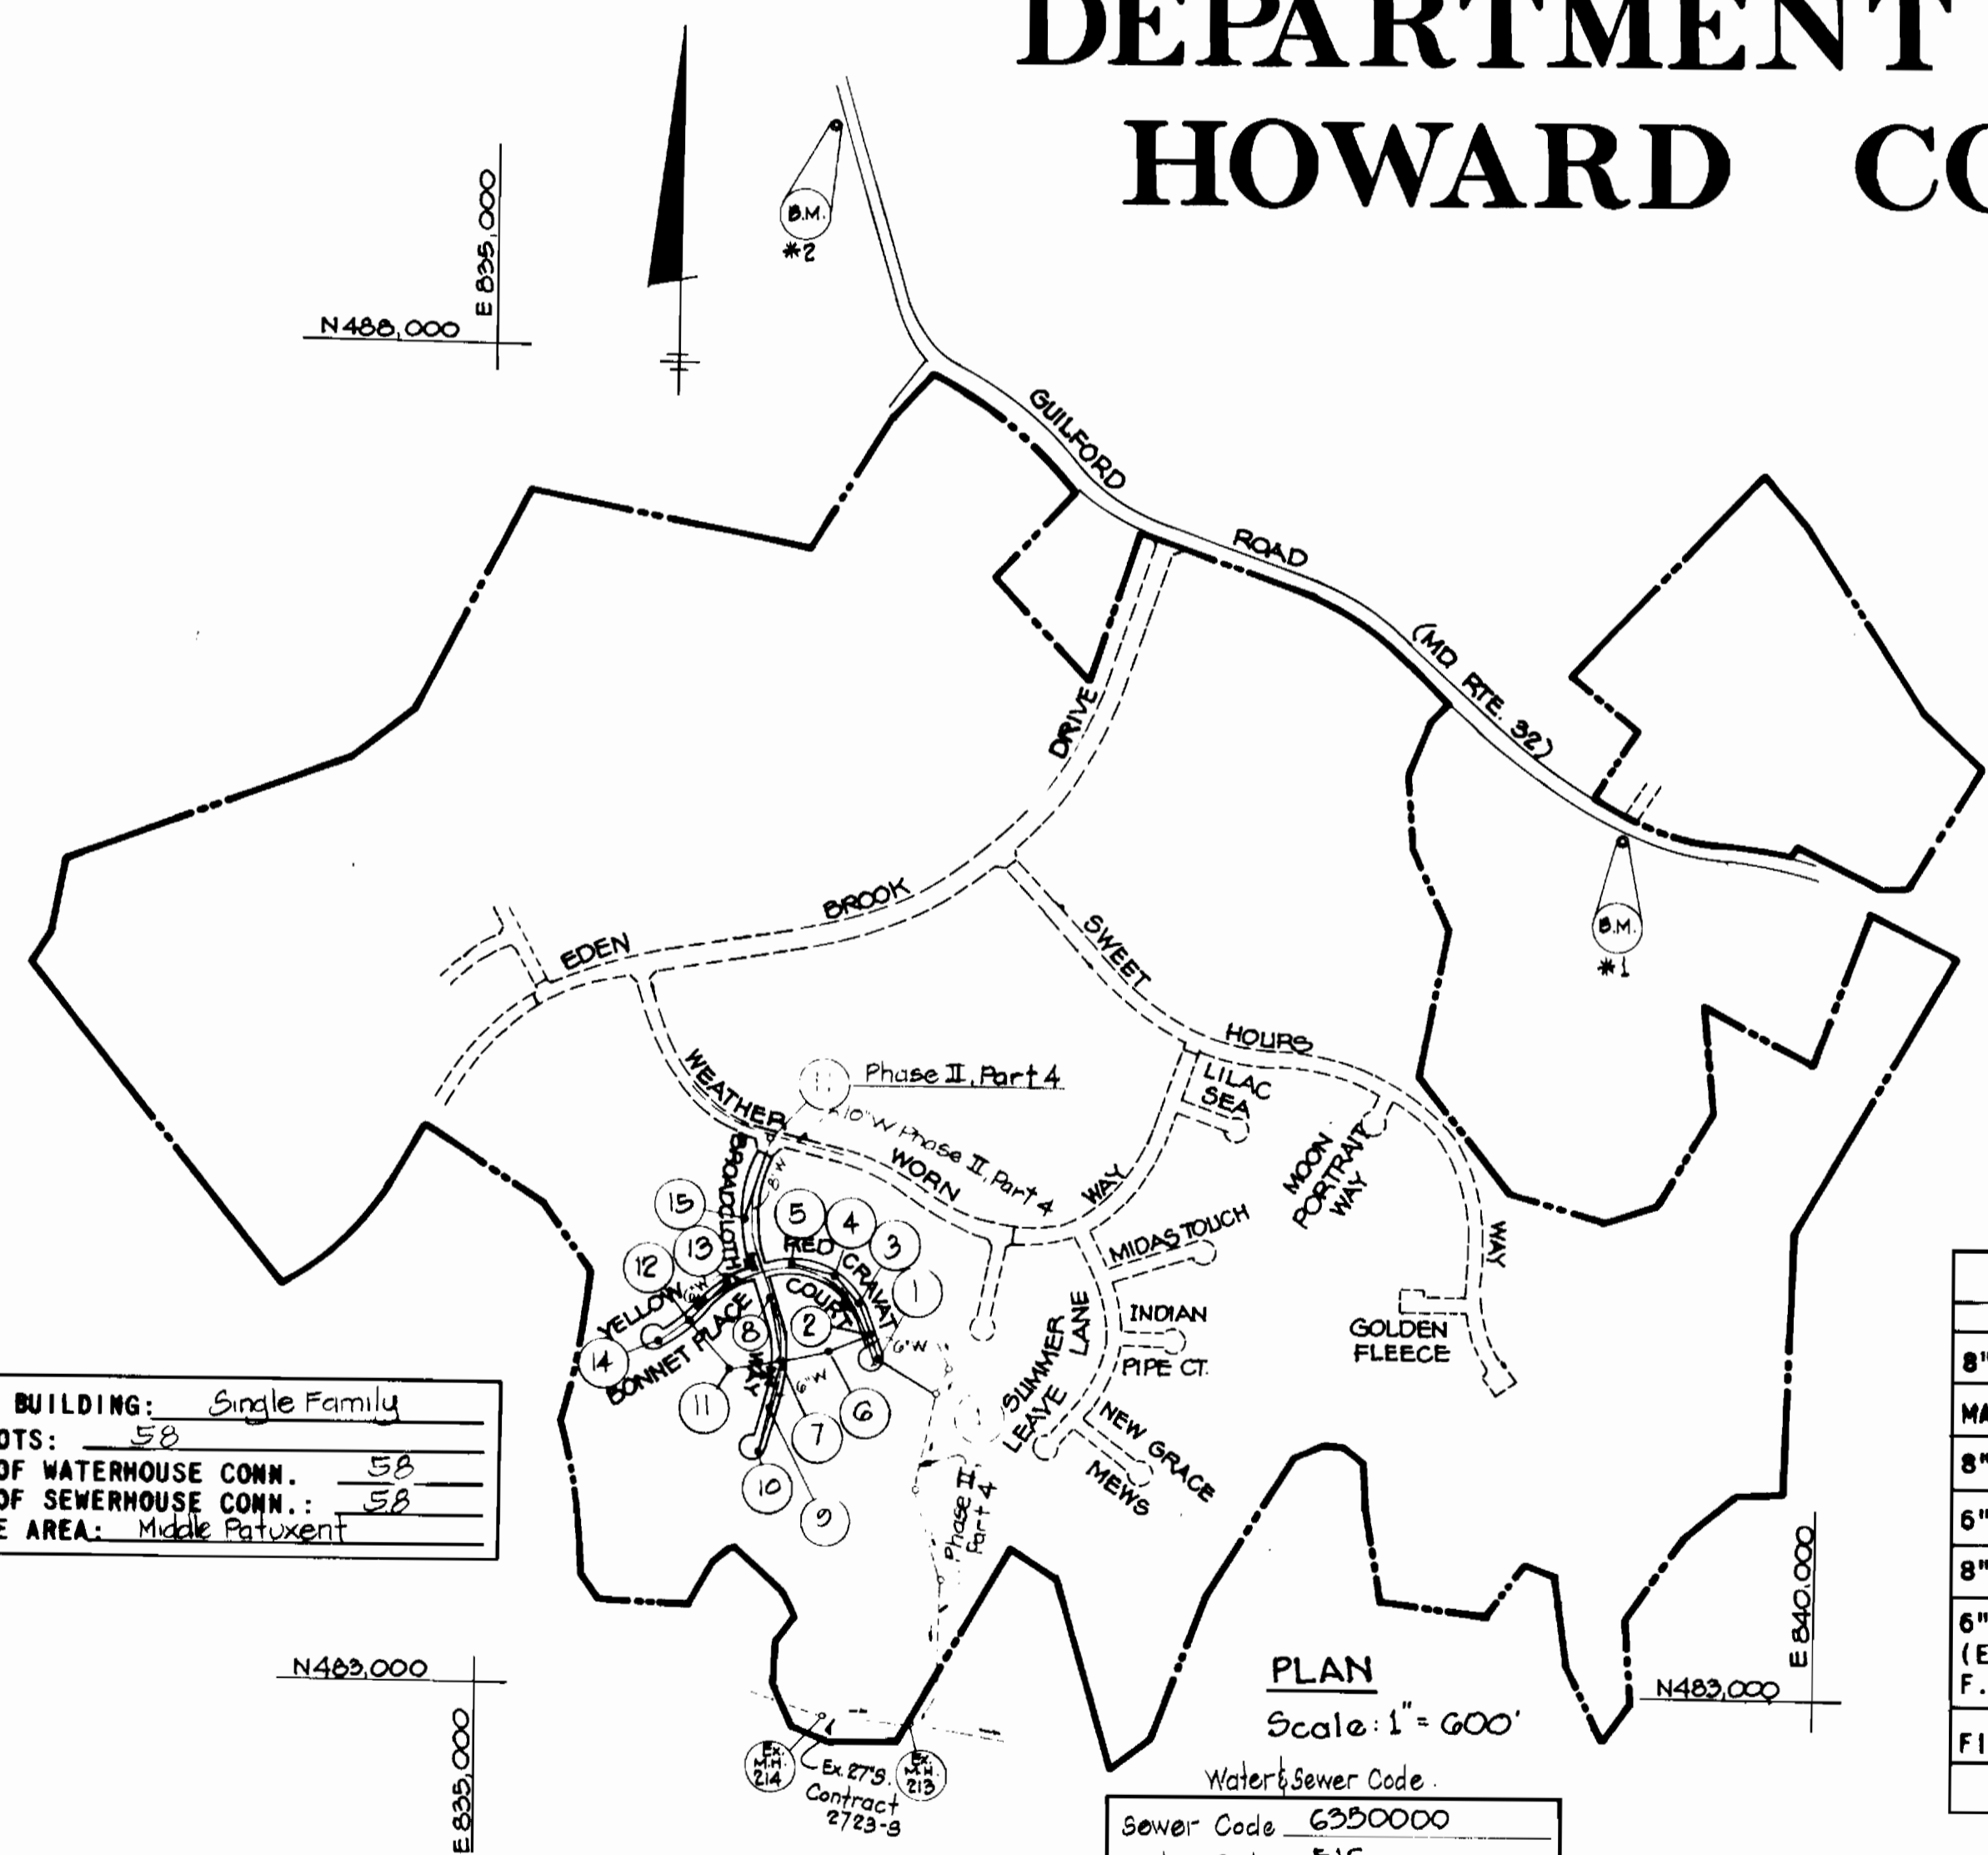 DEPARTMENT
HOWARD CO
B.M.
*2
E 835,000
N 488,000
GUILFORD
ROAD
(MD. RTE. 32)
DRIVE
BROOK
EDEN
SWEET
B.M.
*1
HOURS
WAY
WEATHER
WORN
WAY
11
Phase II, Part 4
10"W Phase II, Part 4
LILAC
SEA
MOON
PORTRAIT
WAY
BROADCLOTH
WAY
8"W
15
5
4
3
1
12
13
RED
CRAVAT
COURT
YELLOW
BONNET PLACE
6"W
8
2
14
11
6"W
6"W
7
6
10
9
1
MIDAS TOUCH
INDIAN
PIPE CT.
SUMMER
LEAVE
LANE
NEW GRACE
MEWS
GOLDEN
FLEECE
Phase II
Part 4
BUILDING: Single Family
OTS: 58
OF WATERHOUSE CONN. 58
OF SEWERHOUSE CONN.: 58
E AREA: Middle Patuxent
N483,000
E 835,000
Ex.
M.H.
214
Ex. 27"S.
Contract
2723-S
Ex.
M.H.
213
PLAN
Scale: 1" = 600'
N483,000
E 840,000
Water & Sewer Code.
Sewer Code 6350000
8"
MA
8"
6"
8"
6"
(E
F.
FI